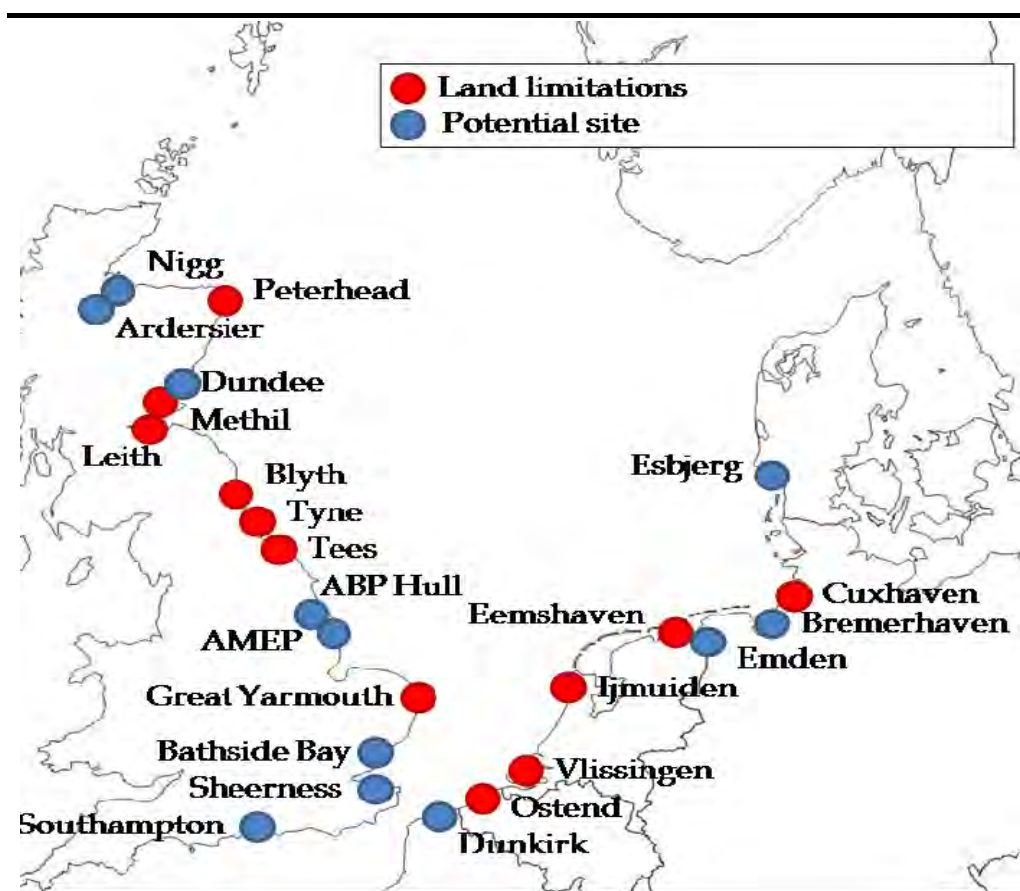 Land limitations
Potential site
Nigg
Peterhead
Ardersier
Dundee
Methil
Leith
Blyth
Tyne
Tees
ABP Hull
AMEP
Great Yarmouth
Bathside Bay
Sheerness
Southampton
Esbjerg
Cuxhaven
Bremerhaven
Eemshaven
Emden
Ijmuiden
Vlissingen
Ostend
Dunkirk